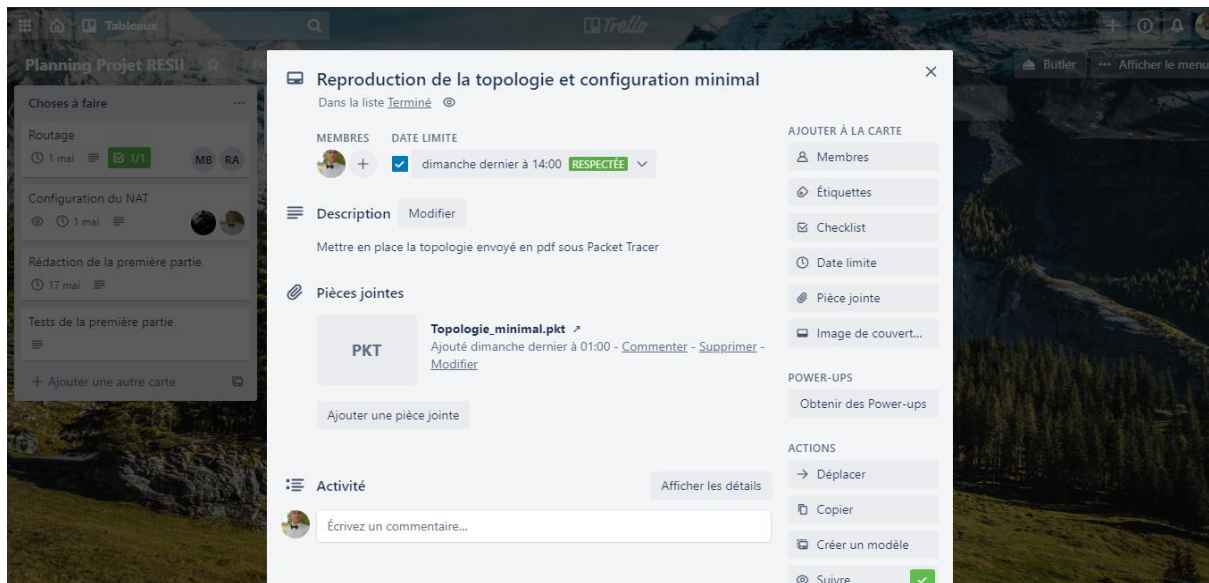 Tableaux
Trello
Planning Projet RESII
Pe
Butler
Afficher le menu
Choses à faire
Routage
1 mai
1/1
MB RA
Configuration du NAT
1 mai
Rédaction de la première partie
17 mai
Tests de la première partie
+ Ajouter une autre carte
Reproduction de la topologie et configuration minimal
Dans la liste Terminé
MEMBRES DATE LIMITE
dimanche dernier à 14:00 RESPECTÉE
Description Modifier
Mettre en place la topologie envoyé en pdf sous Packet Tracer
Pièces jointes
PKT
Topologie_minimal.pkt ↗
Ajouté dimanche dernier à 01:00 - Commenter - Supprimer -
Modifier
Ajouter une pièce jointe
Activité Afficher les détails
Écrivez un commentaire...
AJOUTER À LA CARTE
Membres
Étiquettes
Checklist
Date limite
Pièce jointe
Image de couvert...
POWER-UPS
Obtenir des Power-ups
ACTIONS
→ Déplacer
Copier
Créer un modèle
Suivre